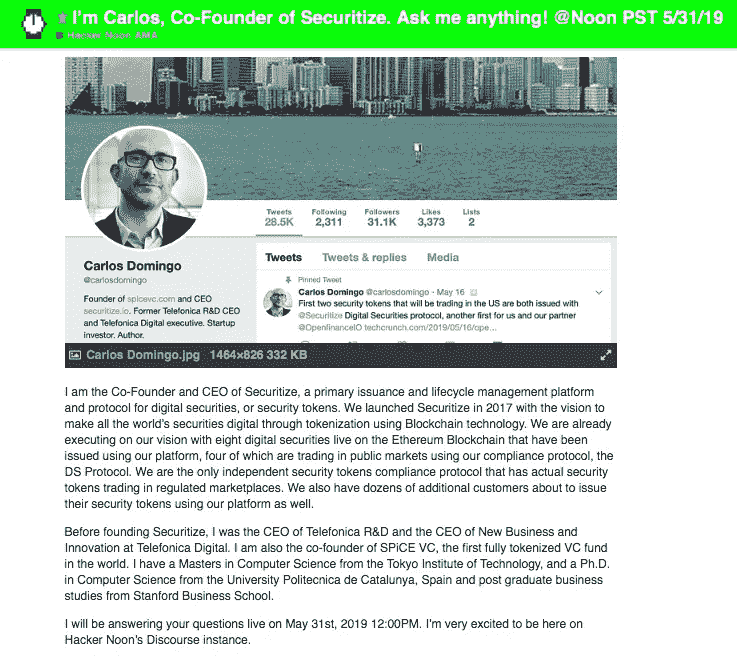 I'm Carlos, Co-Founder of Securitize. Ask me anything! @Noon PST 5/31/19
Hacker Noon AMA
Tweets Following Followers Likes Lists
28.5K 2,311 31.1K 3,373 2
Carlos Domingo
@carlosdomingo
Founder of spicevc.com and CEO
securitize.io. Former Telefonica R&D CEO
and Telefonica Digital executive. Startup
investor. Author.
Tweets Tweets & replies Media
Pinned Tweet
Carlos Domingo @carlosdomingo · May 16
First two security tokens that will be trading in the US are both issued with
@Securitize Digital Securities protocol, another first for us and our partner
@OpenfinanceIO techcrunch.com/2019/05/16/ope...
Carlos Domingo.jpg 1464×826 332 KB
I am the Co-Founder and CEO of Securitize, a primary issuance and lifecycle management platform
and protocol for digital securities, or security tokens. We launched Securitize in 2017 with the vision to
make all the world's securities digital through tokenization using Blockchain technology. We are already
executing on our vision with eight digital securities live on the Ethereum Blockchain that have been
issued using our platform, four of which are trading in public markets using our compliance protocol, the
DS Protocol. We are the only independent security tokens compliance protocol that has actual security
tokens trading in regulated marketplaces. We also have dozens of additional customers about to issue
their security tokens using our platform as well.
Before founding Securitize, I was the CEO of Telefonica R&D and the CEO of New Business and
Innovation at Telefonica Digital. I am also the co-founder of SPiCE VC, the first fully tokenized VC fund
in the world. I have a Masters in Computer Science from the Tokyo Institute of Technology, and a Ph.D.
in Computer Science from the University Politecnica de Catalunya, Spain and post graduate business
studies from Stanford Business School.
I will be answering your questions live on May 31st, 2019 12:00PM. I'm very excited to be here on
Hacker Noon's Discourse instance.